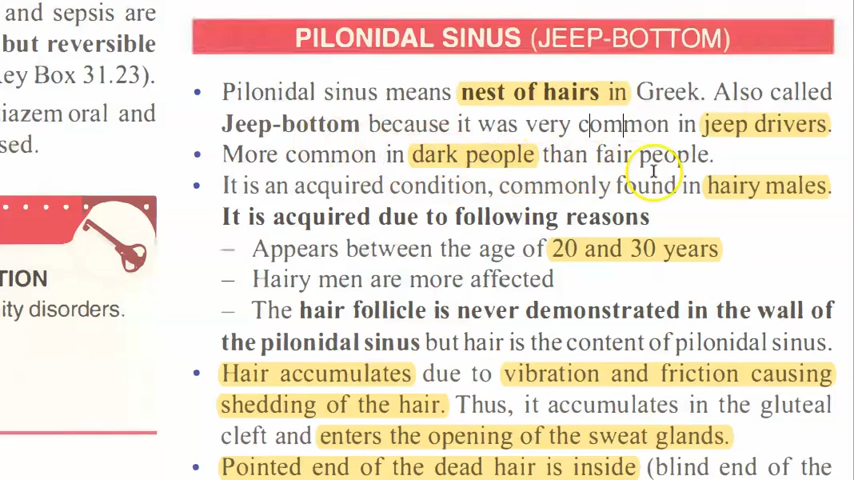 and sepsis are
but reversible
ey Box 31.23).
iazem oral and
sed.
TION
ity disorders.
PILONIDAL SINUS (JEEP-BOTTOM)
• Pilonidal sinus means nest of hairs in Greek. Also called
Jeep-bottom because it was very common in jeep drivers.
• More common in dark people than fair people.
• It is an acquired condition, commonly found in hairy males.
It is acquired due to following reasons
– Appears between the age of 20 and 30 years
– Hairy men are more affected
– The hair follicle is never demonstrated in the wall of
the pilonidal sinus but hair is the content of pilonidal sinus.
• Hair accumulates due to vibration and friction causing
shedding of the hair. Thus, it accumulates in the gluteal
cleft and enters the opening of the sweat glands.
• Pointed end of the dead hair is inside (blind end of the